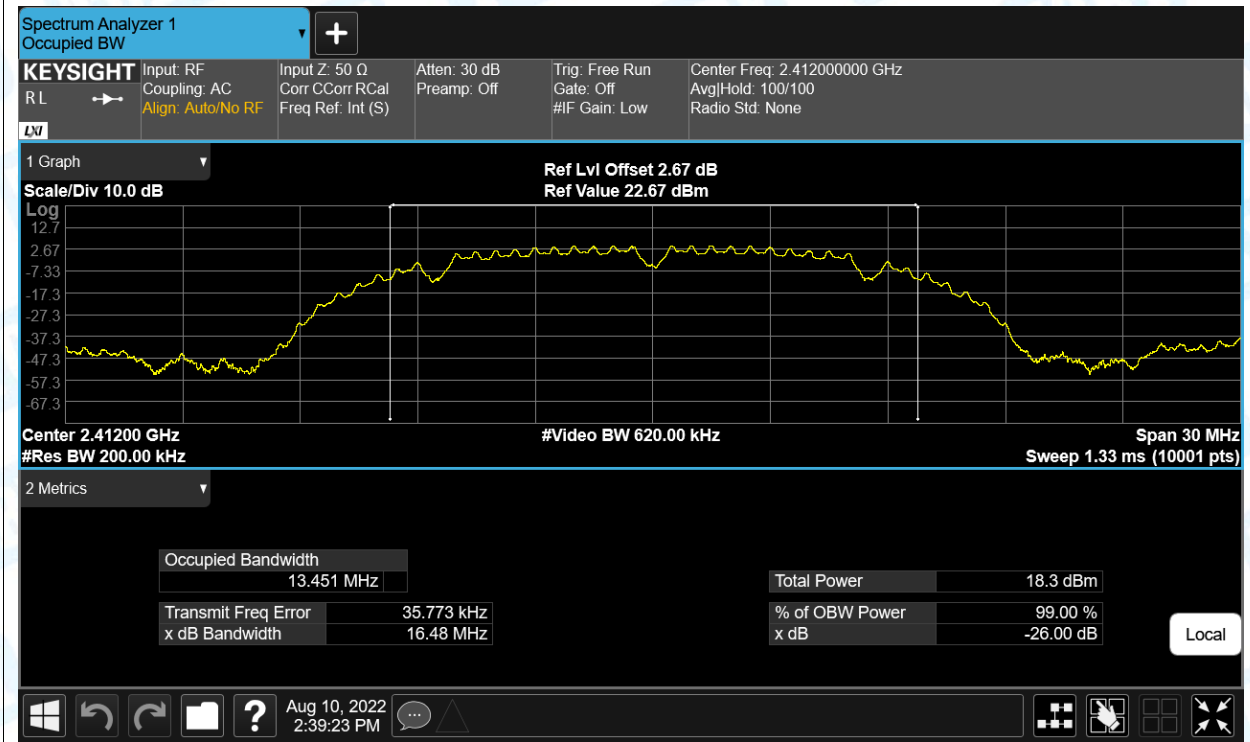 Spectrum Analyzer 1
Occupied BW
▼
+
KEYSIGHT Input: RF Input Z: 50 Ω Atten: 30 dB Trig: Free Run Center Freq: 2.412000000 GHz
Coupling: AC Corr CCorr RCal Preamp: Off Gate: Off Avg|Hold: 100/100
R L Align: Auto/No RF Freq Ref: Int (S) #IF Gain: Low Radio Std: None
LXI
1 Graph ▼
Ref Lvl Offset 2.67 dB
Scale/Div 10.0 dB Ref Value 22.67 dBm
Log
12.7
2.67
-7.33
-17.3
-27.3
-37.3
-47.3
-57.3
-67.3
Center 2.41200 GHz #Video BW 620.00 kHz Span 30 MHz
#Res BW 200.00 kHz Sweep 1.33 ms (10001 pts)
2 Metrics ▼
Occupied Bandwidth
13.451 MHz Total Power 18.3 dBm
Transmit Freq Error 35.773 kHz % of OBW Power 99.00 %
x dB Bandwidth 16.48 MHz x dB -26.00 dB
Local
? Aug 10, 2022
2:39:23 PM